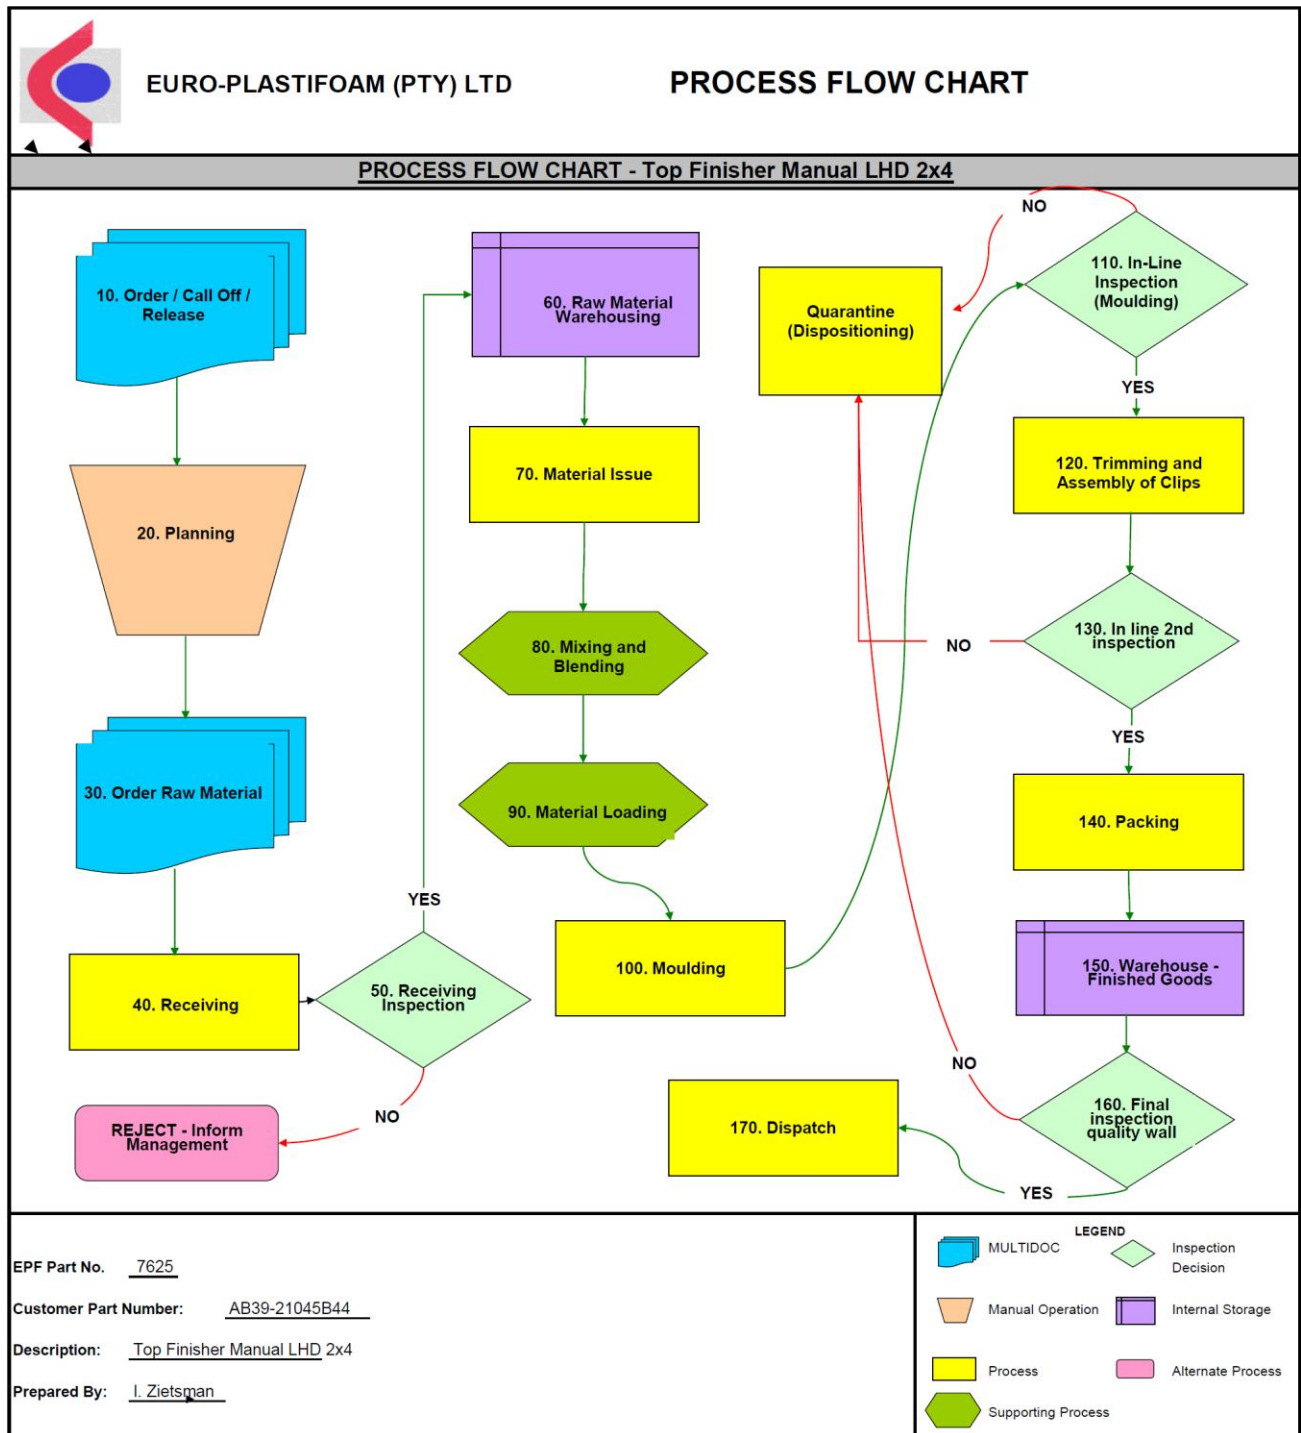 EURO-PLASTIFOAM (PTY) LTD
PROCESS FLOW CHART
PROCESS FLOW CHART - Top Finisher Manual LHD 2x4
10. Order / Call Off /
Release
20. Planning
30. Order Raw Material
40. Receiving
50. Receiving
Inspection
YES
NO
REJECT - Inform
Management
60. Raw Material
Warehousing
70. Material Issue
80. Mixing and
Blending
90. Material Loading
100. Moulding
110. In-Line
Inspection
(Moulding)
NO
Quarantine
(Dispositioning)
YES
120. Trimming and
Assembly of Clips
130. In line 2nd
inspection
NO
YES
140. Packing
150. Warehouse -
Finished Goods
160. Final
inspection
quality wall
NO
YES
170. Dispatch
EPF Part No. 7625
Customer Part Number: AB39-21045B44
Description: Top Finisher Manual LHD 2x4
Prepared By: I. Zietsman
LEGEND
MULTIDOC
Inspection
Decision
Manual Operation
Internal Storage
Process
Alternate Process
Supporting Process